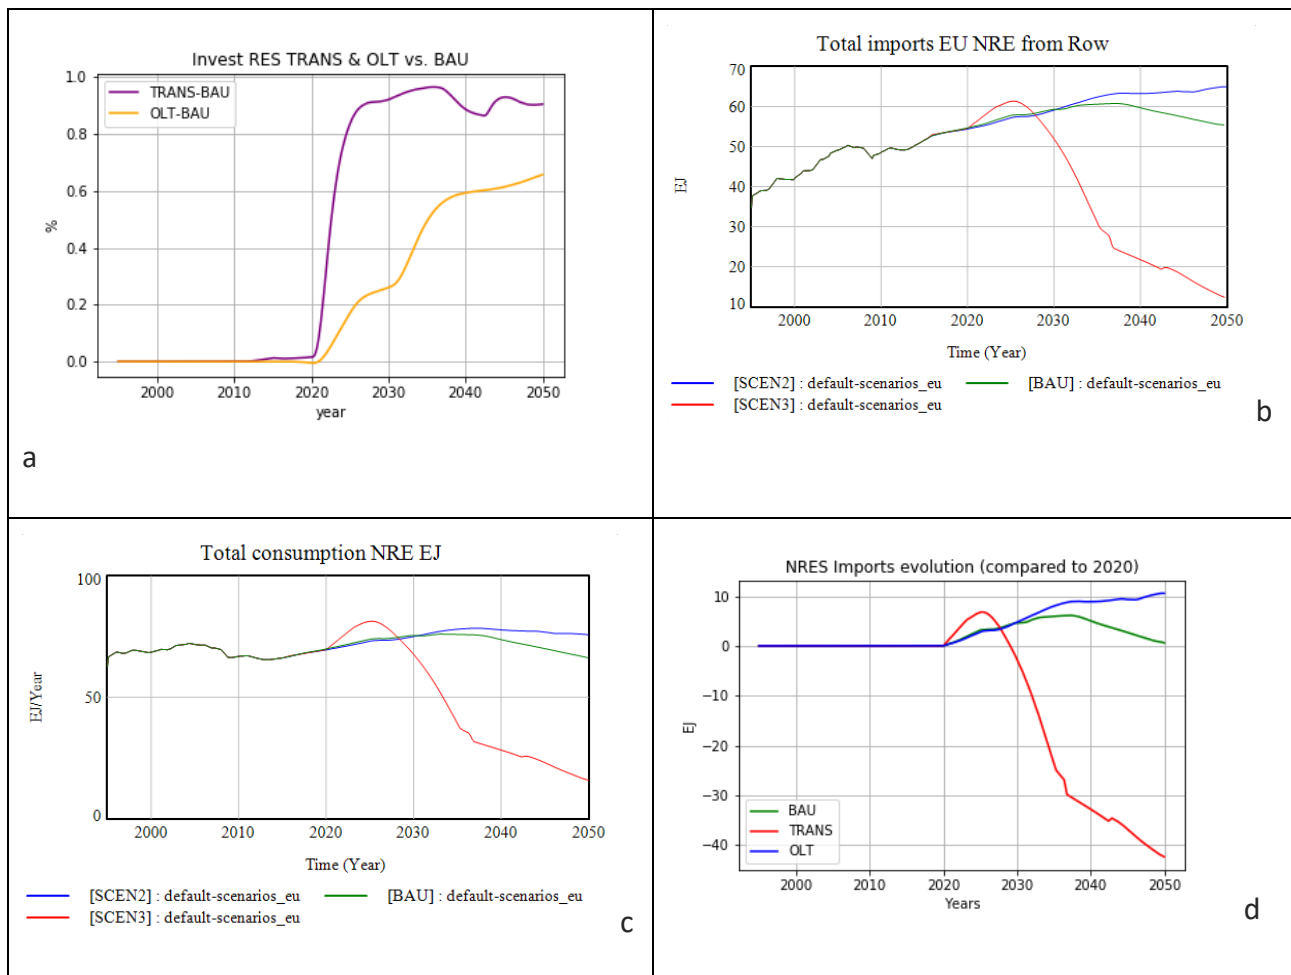 Invest RES TRANS & OLT vs. BAU
1.0
0.8
0.6
0.4
0.2
0.0
%
TRANS-BAU
OLT-BAU
2000 2010 2020 2030 2040 2050
year
a
Total imports EU NRE from Row
70
60
50
40
30
20
10
EJ
2000 2010 2020 2030 2040 2050
Time (Year)
[SCEN2] : default-scenarios_eu [BAU] : default-scenarios_eu
[SCEN3] : default-scenarios_eu
b
Total consumption NRE EJ
100
50
0
EJ/Year
2000 2010 2020 2030 2040 2050
Time (Year)
[SCEN2] : default-scenarios_eu [BAU] : default-scenarios_eu
[SCEN3] : default-scenarios_eu
c
NRES Imports evolution (compared to 2020)
10
0
−10
−20
−30
−40
EJ
BAU
TRANS
OLT
2000 2010 2020 2030 2040 2050
Years
d